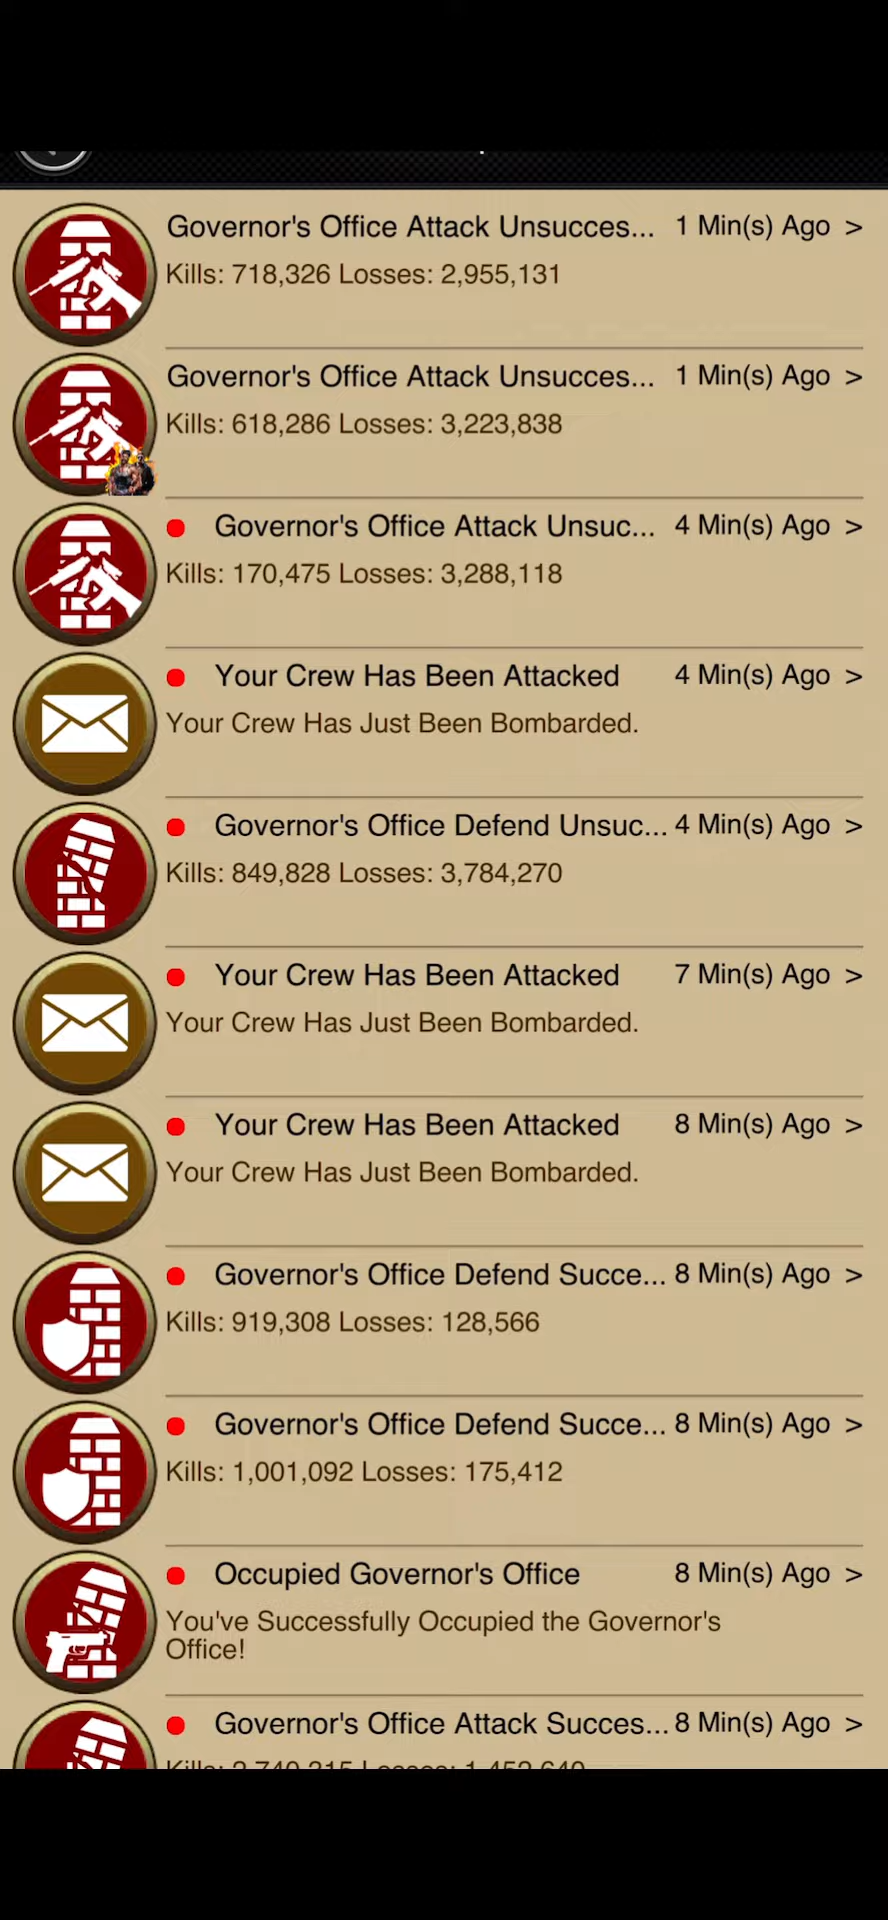 Governor's Office Attack Unsucces... 1 Min(s) Ago >
Kills: 718,326 Losses: 2,955,131
Governor's Office Attack Unsucces... 1 Min(s) Ago >
Kills: 618,286 Losses: 3,223,838
Governor's Office Attack Unsuc... 4 Min(s) Ago >
Kills: 170,475 Losses: 3,288,118
Your Crew Has Been Attacked 4 Min(s) Ago >
Your Crew Has Just Been Bombarded.
Governor's Office Defend Unsuc... 4 Min(s) Ago >
Kills: 849,828 Losses: 3,784,270
Your Crew Has Been Attacked 7 Min(s) Ago >
Your Crew Has Just Been Bombarded.
Your Crew Has Been Attacked 8 Min(s) Ago >
Your Crew Has Just Been Bombarded.
Governor's Office Defend Succe... 8 Min(s) Ago >
Kills: 919,308 Losses: 128,566
Governor's Office Defend Succe... 8 Min(s) Ago >
Kills: 1,001,092 Losses: 175,412
Occupied Governor's Office 8 Min(s) Ago >
You've Successfully Occupied the Governor's
Office!
Governor's Office Attack Succes... 8 Min(s) Ago >
Kills: Losses: